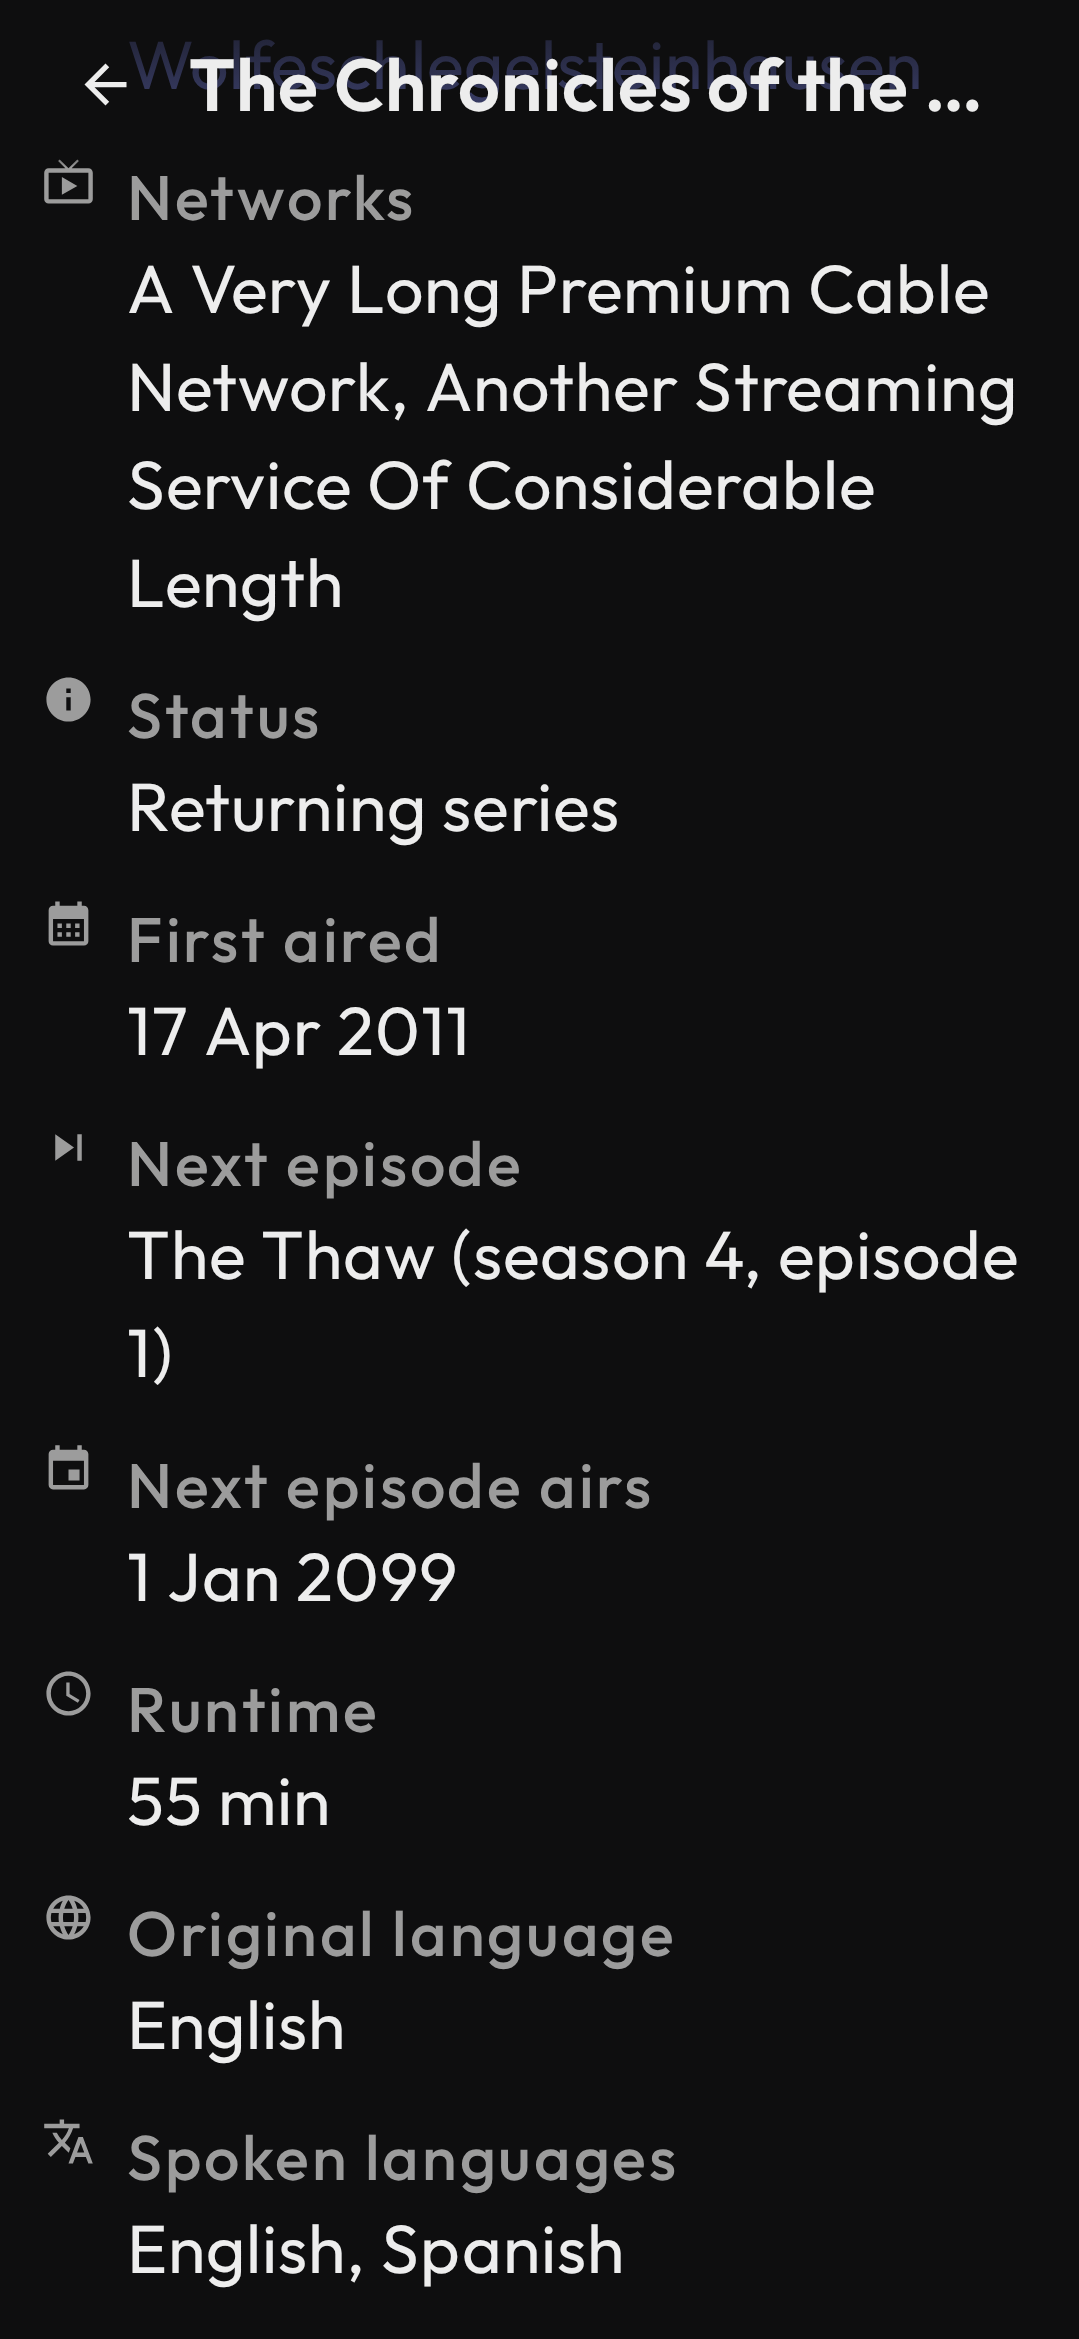 Wolfeschlegelsteinhausen
The Chronicles of the ...
Networks
A Very Long Premium Cable
Network, Another Streaming
Service Of Considerable
Length
Status
Returning series
First aired
17 Apr 2011
Next episode
The Thaw (season 4, episode
1)
Next episode airs
1 Jan 2099
Runtime
55 min
Original language
English
Spoken languages
English, Spanish